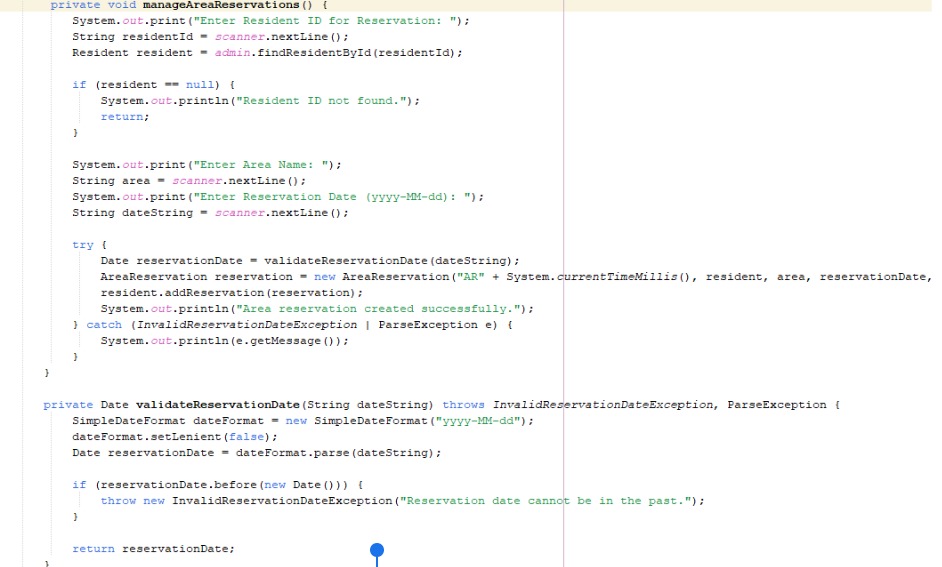 private void manageAreaReservations() {
System.out.print("Enter Resident ID for Reservation: ");
String residentId = scanner.nextLine();
Resident resident = admin.findResidentById(residentId);
if (resident == null) {
System.out.println("Resident ID not found.");
return;
}
System.out.print("Enter Area Name: ");
String area = scanner.nextLine();
System.out.print("Enter Reservation Date (yyyy-MM-dd): ");
String dateString = scanner.nextLine();
try {
Date reservationDate = validateReservationDate(dateString);
AreaReservation reservation = new AreaReservation("AR" + System.currentTimeMillis(), resident, area, reservationDate,
resident.addReservation(reservation);
System.out.println("Area reservation created successfully.");
} catch (InvalidReservationDateException | ParseException e) {
System.out.println(e.getMessage());
}
}
private Date validateReservationDate(String dateString) throws InvalidReservationDateException, ParseException {
SimpleDateFormat dateFormat = new SimpleDateFormat("yyyy-MM-dd");
dateFormat.setLenient(false);
Date reservationDate = dateFormat.parse(dateString);
if (reservationDate.before(new Date())) {
throw new InvalidReservationDateException("Reservation date cannot be in the past.");
}
return reservationDate;
}